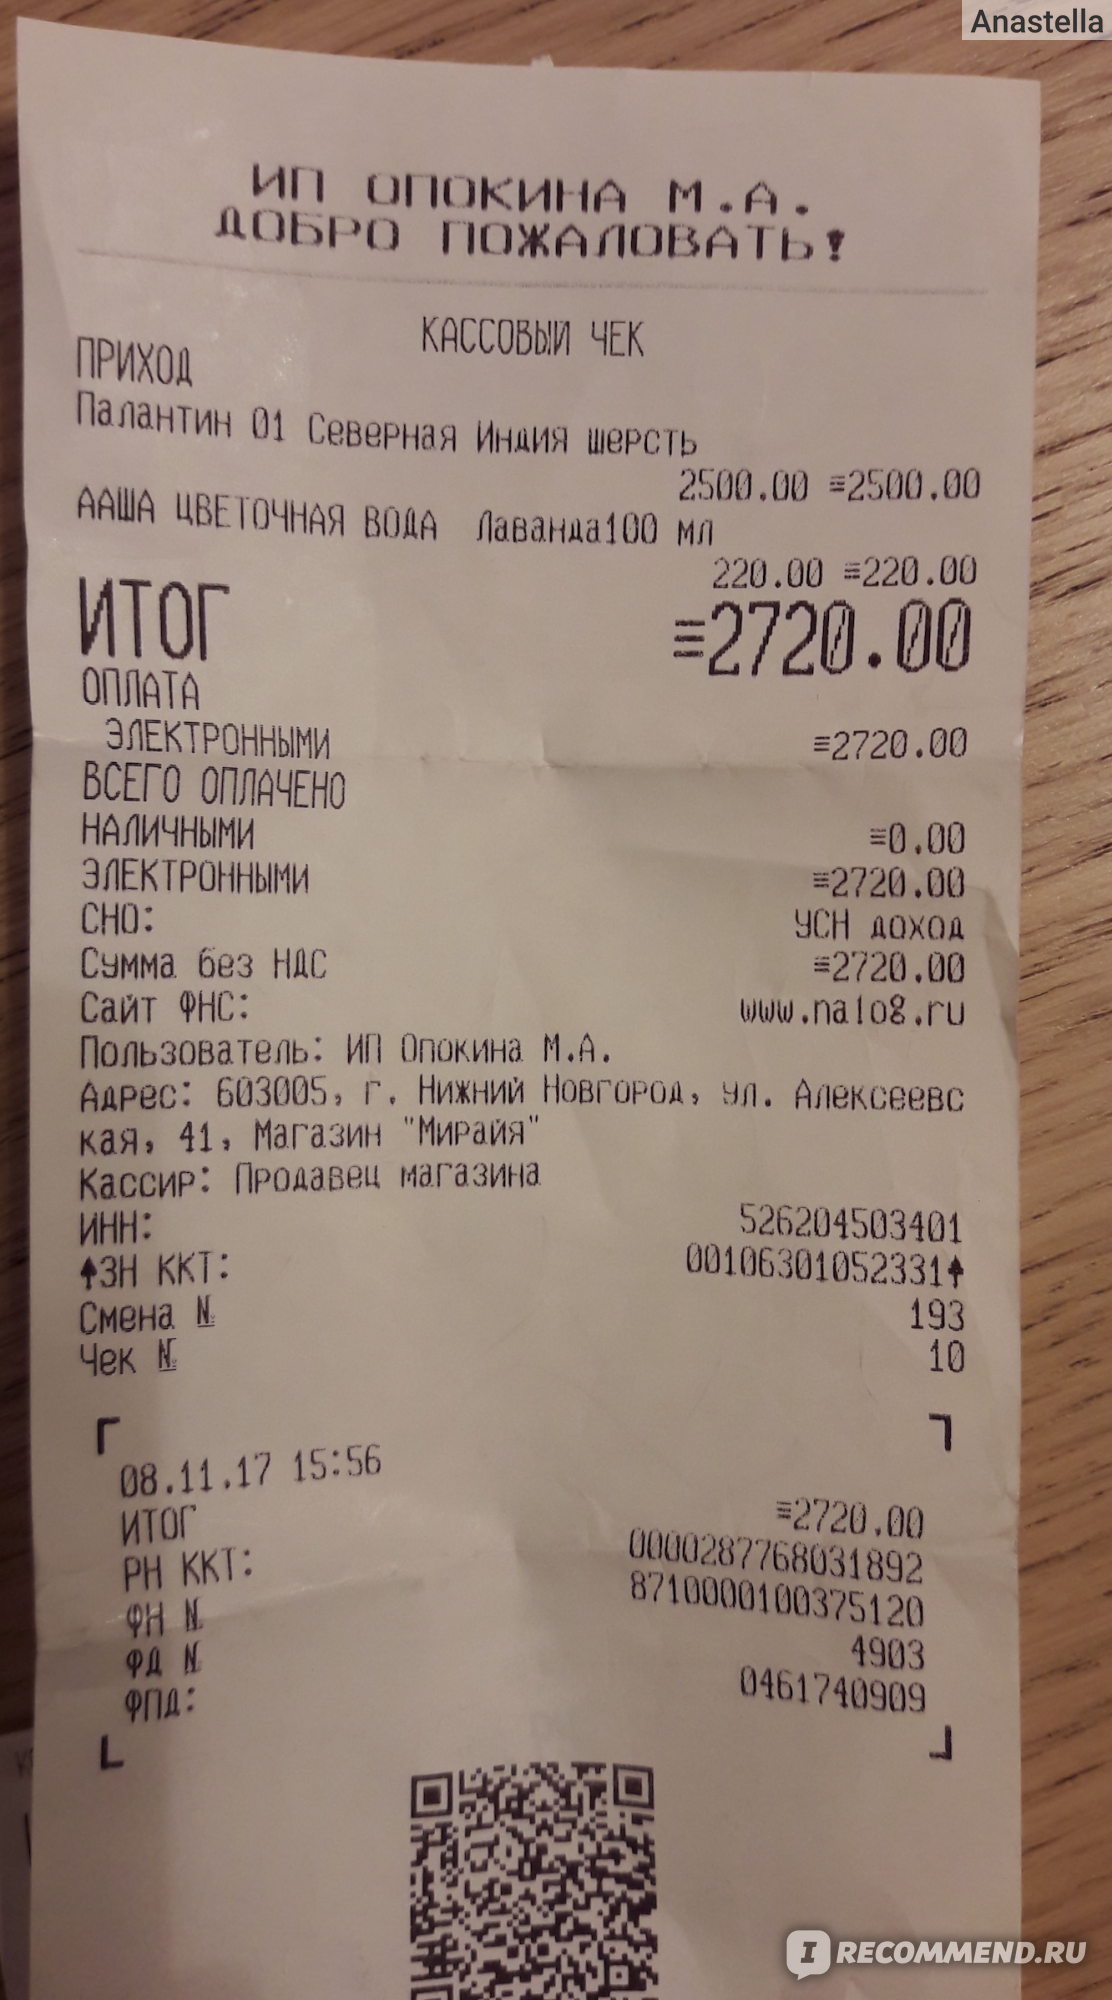 Anastella
ИП ОПОКИНА М.А.
ДОБРО ПОЖАЛОВАТЬ!
КАССОВЫЙ ЧЕК
ПРИХОД
Палантин 01 Северная Индия шерсть
2500.00 ≡2500.00
ААША ЦВЕТОЧНАЯ ВОДА Лаванда100 мл
220.00 ≡220.00
ИТОГ ≡2720.00
ОПЛАТА
ЭЛЕКТРОННЫМИ ≡2720.00
ВСЕГО ОПЛАЧЕНО
НАЛИЧНЫМИ ≡0.00
ЭЛЕКТРОННЫМИ ≡2720.00
СНО: УСН доход
Сумма без НДС ≡2720.00
Сайт ФНС: www.nalog.ru
Пользователь: ИП Опокина М.А.
Адрес: 603005, г. Нижний Новгород, ул. Алексеевс
кая, 41, Магазин "Мирайя"
Кассир: Продавец магазина
ИНН: 526204503401
ЗН ККТ: 00106301052331
Смена № 193
Чек № 10
08.11.17 15:56
ИТОГ ≡2720.00
РН ККТ: 0000287768031892
ФН № 8710000100375120
ФД № 4903
ФПД: 0461740909
IRECOMMEND.RU